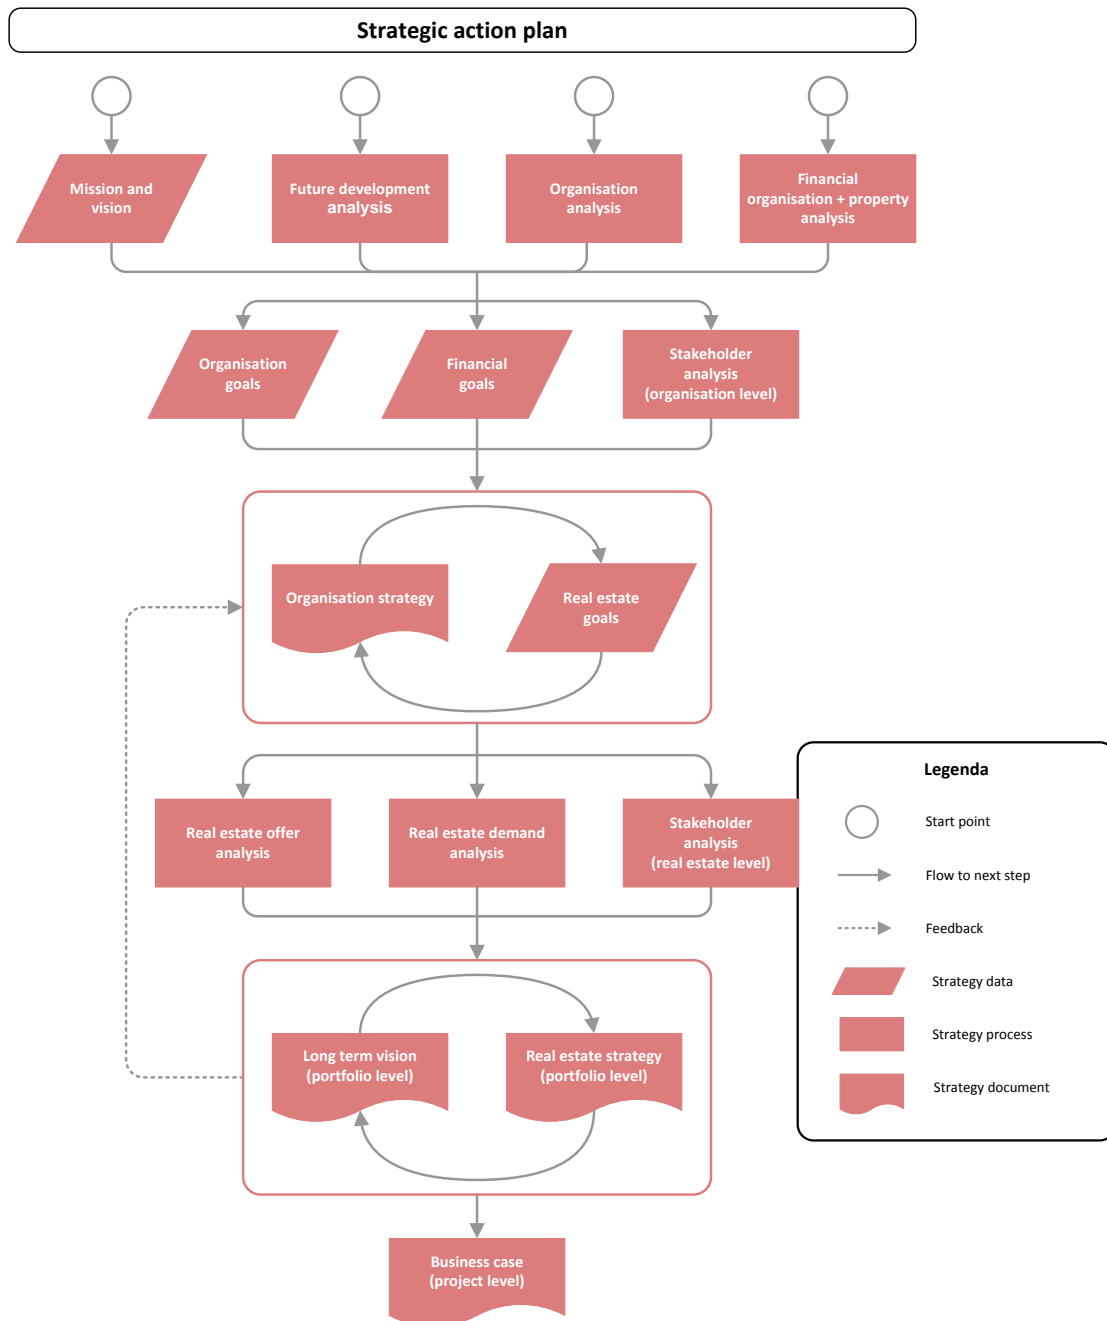 Strategic action plan
Mission and
vision
Future development
analysis
Organisation
analysis
Financial
organisation + property
analysis
Organisation
goals
Financial
goals
Stakeholder
analysis
(organisation level)
Organisation strategy
Real estate
goals
Real estate offer
analysis
Real estate demand
analysis
Stakeholder
analysis
(real estate level)
Long term vision
(portfolio level)
Real estate strategy
(portfolio level)
Business case
(project level)
Legenda
Start point
Flow to next step
Feedback
Strategy data
Strategy process
Strategy document